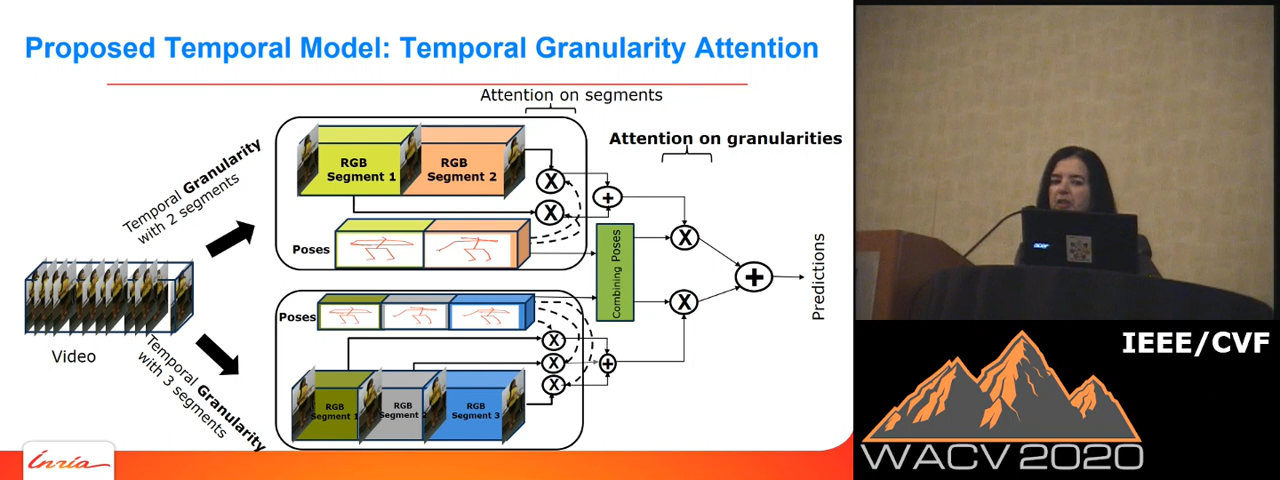 Proposed Temporal Model: Temporal Granularity Attention
Attention on segments
Attention on granularities
Temporal Granularity
with 2 segments
RGB
Segment 1
RGB
Segment 2
X
X
+
Poses
Combining Poses
X
X
+
Predictions
Video
Temporal Granularity
with 3 segments
Poses
X
X
X
+
RGB
Segment 1
RGB
Segment 2
RGB
Segment 3
Inria
acer
IEEE/CVF
WACV 2020